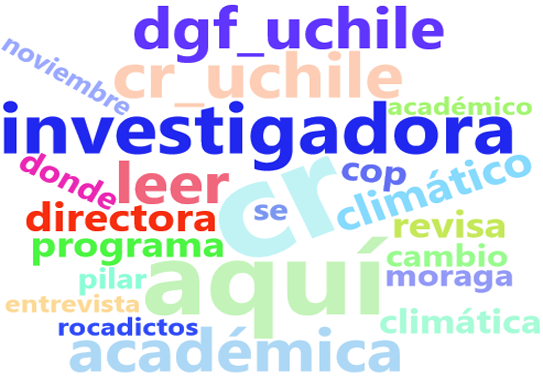 dgf_uchile
noviembre
cr_uchile
académico
investigadora
donde
leer
cr
cop
climático
directora
se
revisa
programa
aquí
cambio
pilar
moraga
entrevista
rocadictos
climática
académica